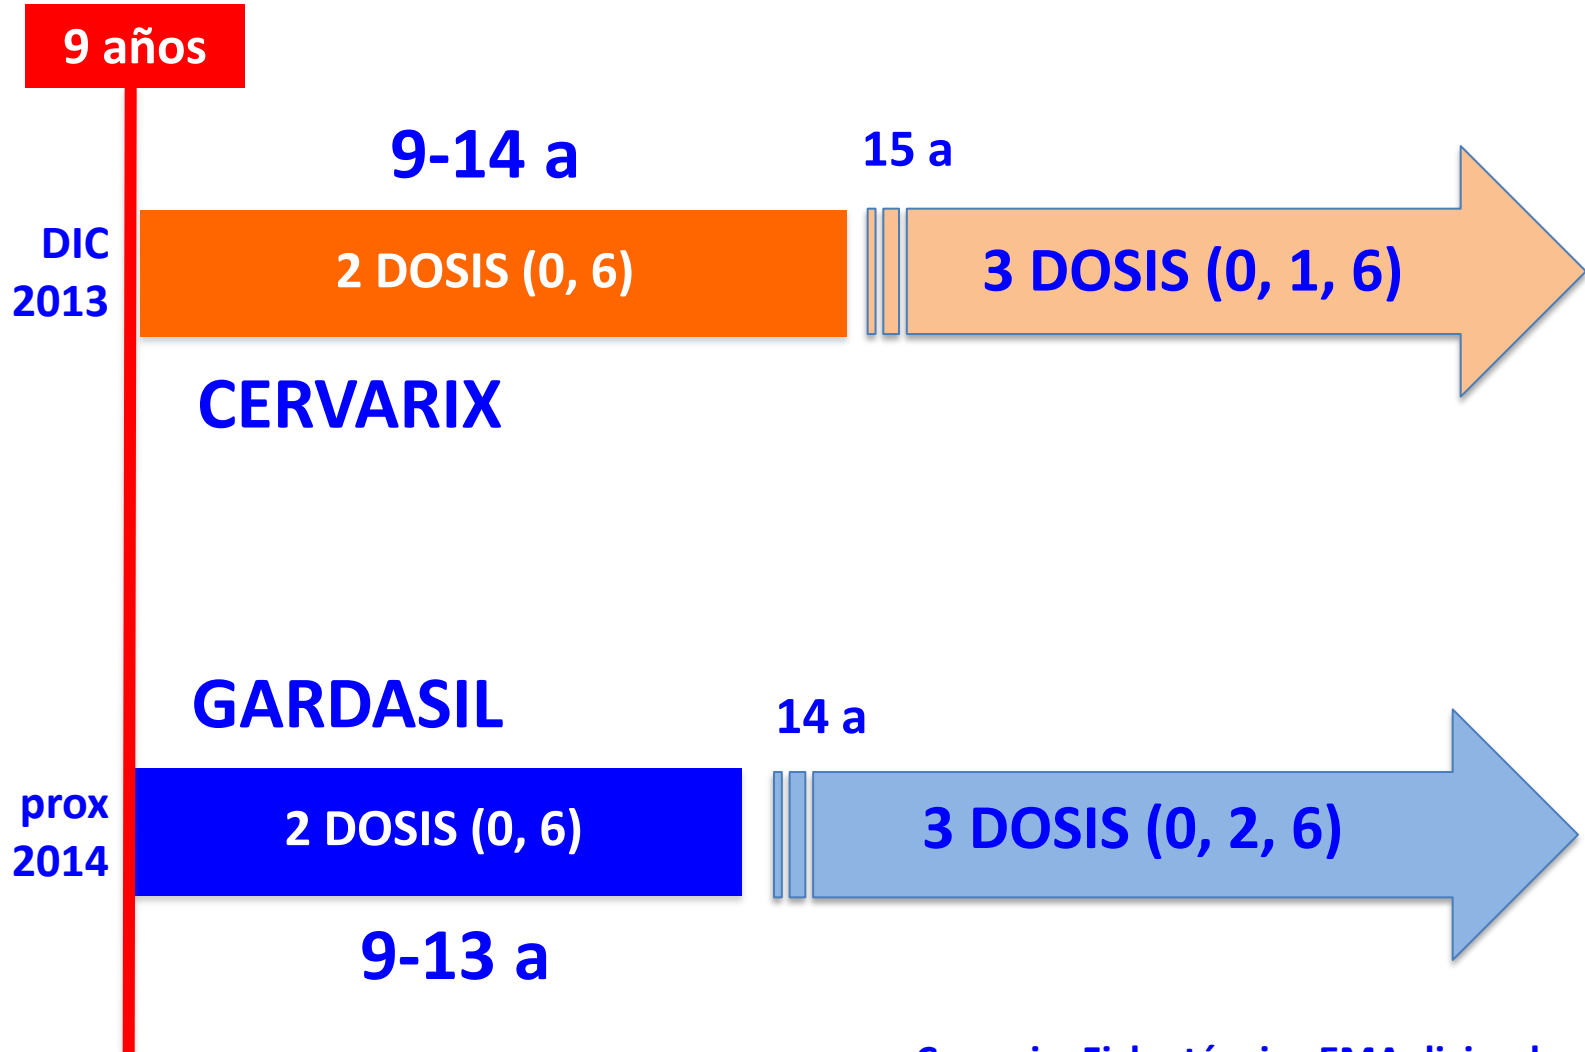 9 años
9-14 a
15 a
DIC
2013
2 DOSIS (0, 6)
3 DOSIS (0, 1, 6)
CERVARIX
GARDASIL
14 a
prox
2014
2 DOSIS (0, 6)
3 DOSIS (0, 2, 6)
9-13 a